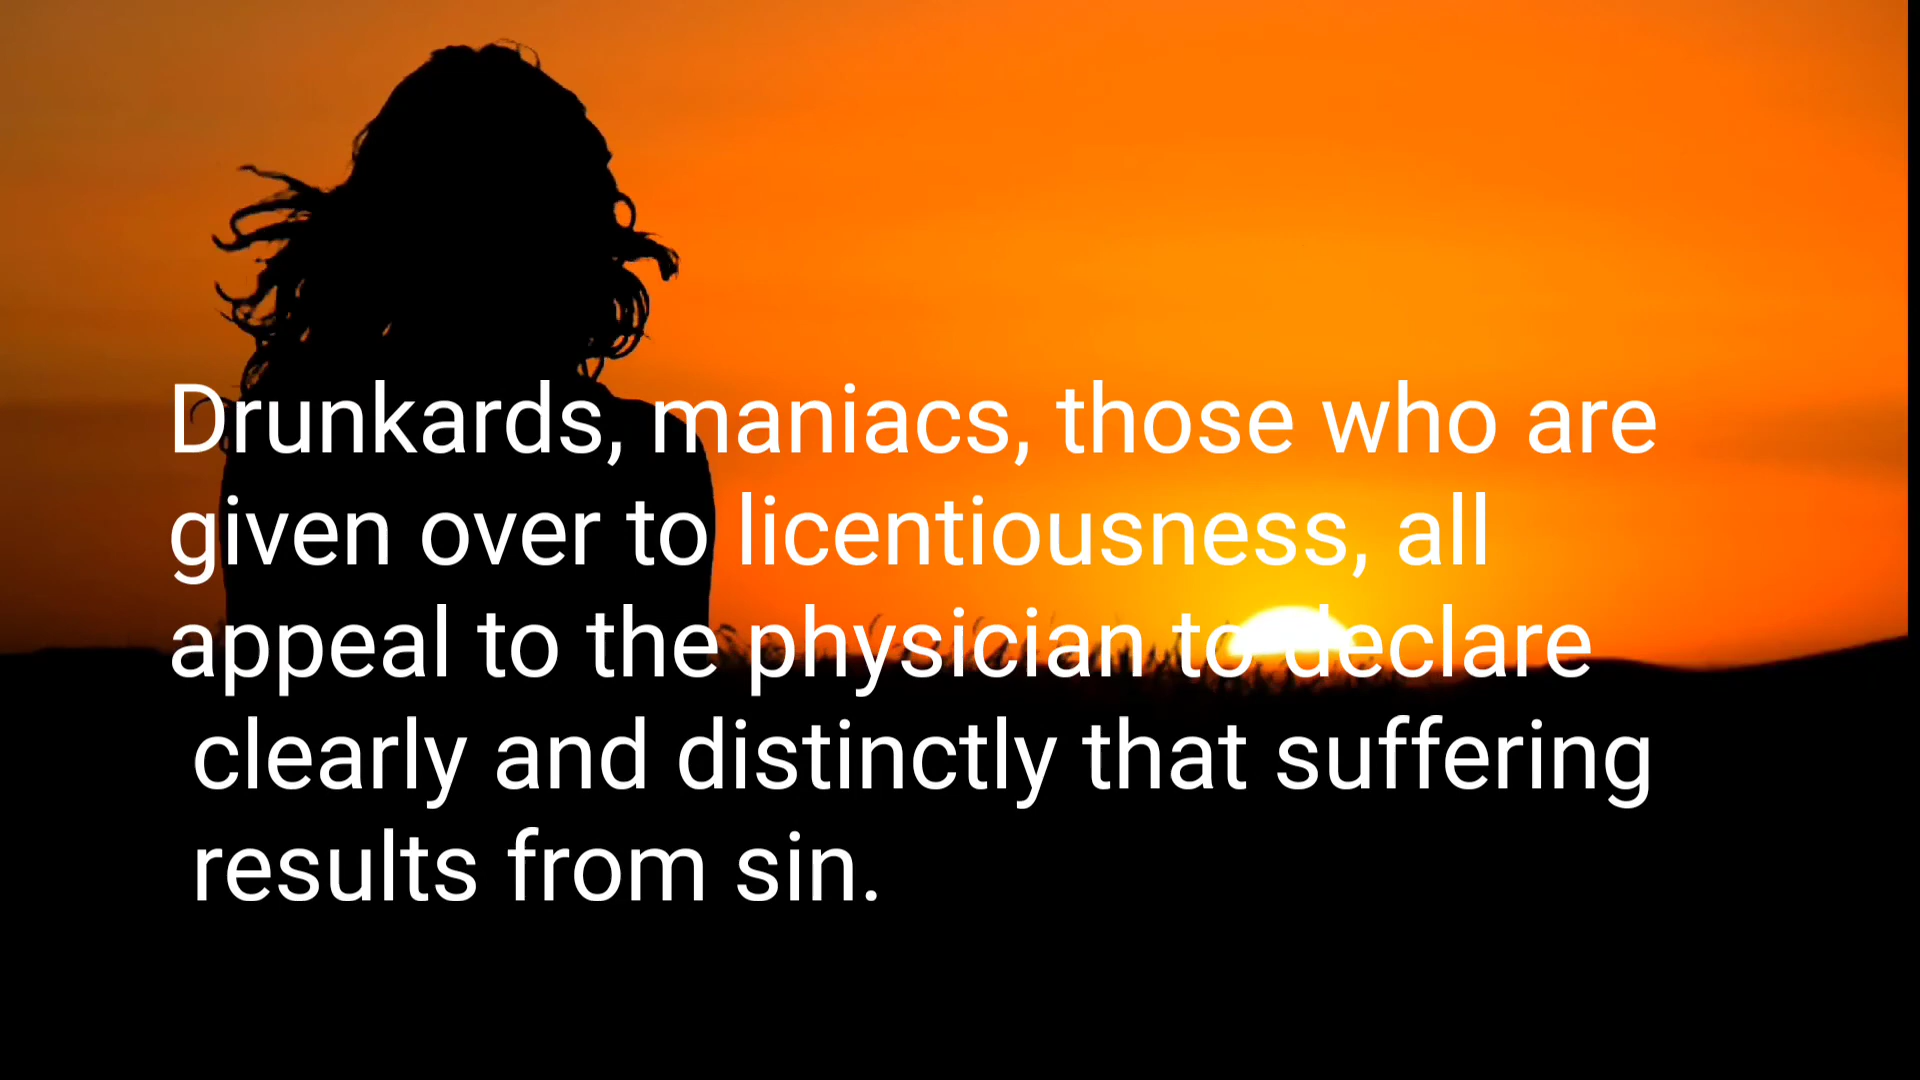 Drunkards, maniacs, those who are
given over to licentiousness, all
appeal to the physician to declare
clearly and distinctly that suffering
results from sin.